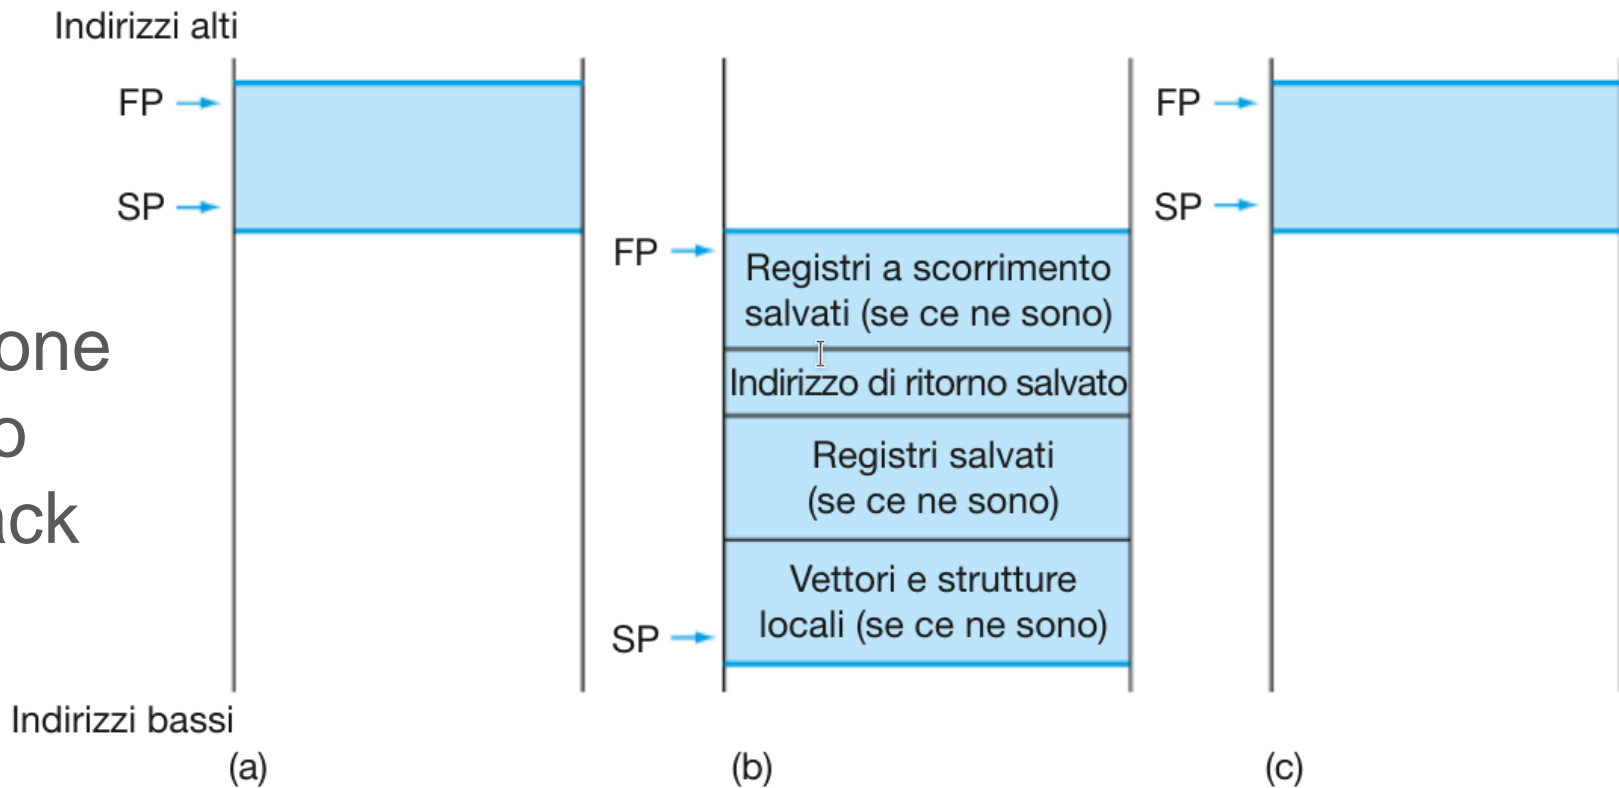 Indirizzi alti
FP
SP
FP
Registri a scorrimento
salvati (se ce ne sono)
Indirizzo di ritorno salvato
Registri salvati
(se ce ne sono)
Vettori e strutture
locali (se ce ne sono)
SP
FP
SP
one
o
ack
Indirizzi bassi
(a)
(b)
(c)